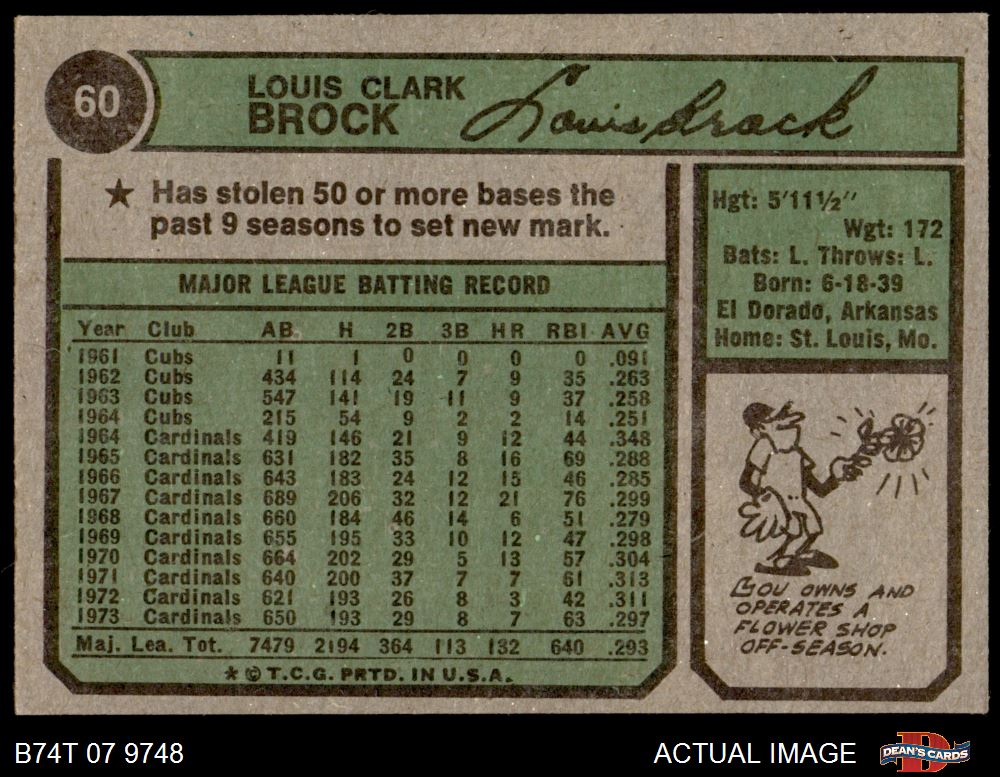 60
LOUIS CLARK
BROCK
Louis Brock
★ Has stolen 50 or more bases the
past 9 seasons to set new mark.
MAJOR LEAGUE BATTING RECORD
Year Club AB H 2B 3B HR RBI AVG
1961 Cubs 11 1 0 0 0 0 .091
1962 Cubs 434 114 24 7 9 35 .263
1963 Cubs 547 141 19 11 9 37 .258
1964 Cubs 215 54 9 2 2 14 .251
1964 Cardinals 419 146 21 9 12 44 .348
1965 Cardinals 631 182 35 8 16 69 .288
1966 Cardinals 643 183 24 12 15 46 .285
1967 Cardinals 689 206 32 12 21 76 .299
1968 Cardinals 660 184 46 14 6 51 .279
1969 Cardinals 655 195 33 10 12 47 .298
1970 Cardinals 664 202 29 5 13 57 .304
1971 Cardinals 640 200 37 7 7 61 .313
1972 Cardinals 621 193 26 8 3 42 .311
1973 Cardinals 650 193 29 8 7 63 .297
Maj. Lea. Tot. 7479 2194 364 113 132 640 .293
★ © T.C.G. PRTD. IN U.S.A.
Hgt: 5'11½"
Wgt: 172
Bats: L. Throws: L.
Born: 6-18-39
El Dorado, Arkansas
Home: St. Louis, Mo.
LOU OWNS AND
OPERATES A
FLOWER SHOP
OFF-SEASON.
B74T 07 9748
ACTUAL IMAGE
DEAN'S CARDS